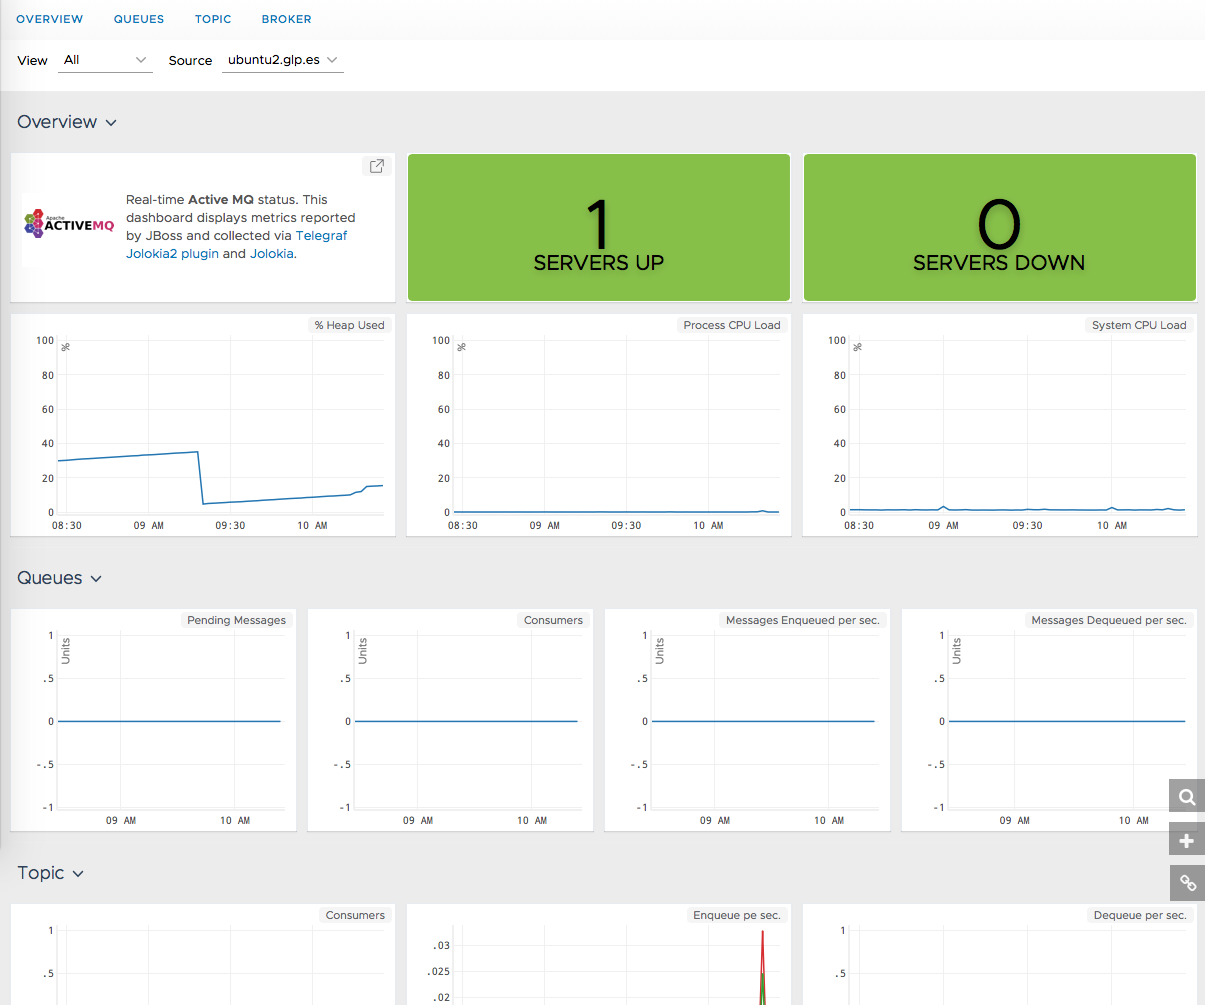 OVERVIEW QUEUES TOPIC BROKER
View All Source ubuntu2.glp.es
Overview
Apache
ACTIVEMQ
Real-time Active MQ status. This
dashboard displays metrics reported
by JBoss and collected via Telegraf
Jolokia2 plugin and Jolokia.
1
SERVERS UP
0
SERVERS DOWN
% Heap Used
100
%
80
60
40
20
0
08:30 09 AM 09:30 10 AM
Process CPU Load
100
%
80
60
40
20
0
08:30 09 AM 09:30 10 AM
System CPU Load
100
%
80
60
40
20
0
08:30 09 AM 09:30 10 AM
Queues
Pending Messages
1
Units
.5
0
-.5
-1
09 AM 10 AM
Consumers
1
Units
.5
0
-.5
-1
09 AM 10 AM
Messages Enqueued per sec.
1
Units
.5
0
-.5
-1
09 AM 10 AM
Messages Dequeued per sec.
1
Units
.5
0
-.5
-1
09 AM 10 AM
Topic
Consumers
1
.5
Enqueue pe sec.
.03
.025
.02
Dequeue per sec.
1
.5